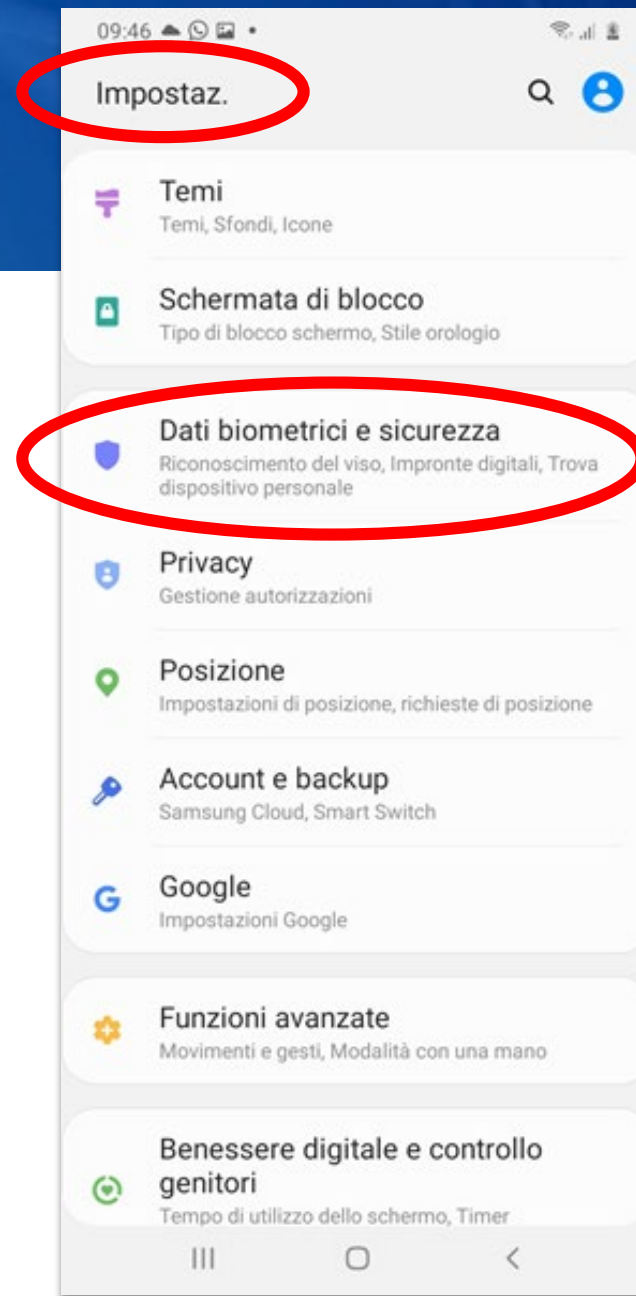 09:46
Impostaz.
Temi
Temi, Sfondi, Icone
Schermata di blocco
Tipo di blocco schermo, Stile orologio
Dati biometrici e sicurezza
Riconoscimento del viso, Impronte digitali, Trova
dispositivo personale
Privacy
Gestione autorizzazioni
Posizione
Impostazioni di posizione, richieste di posizione
Account e backup
Samsung Cloud, Smart Switch
Google
Impostazioni Google
Funzioni avanzate
Movimenti e gesti, Modalità con una mano
Benessere digitale e controllo
genitori
Tempo di utilizzo dello schermo, Timer